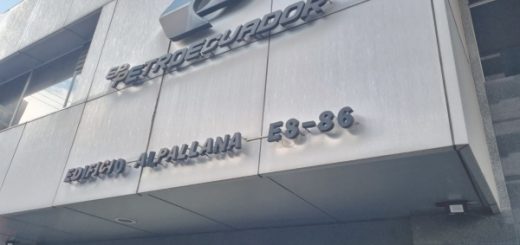 EP PETROECUADOR
EDIFICIO ALPALLANA E8-86